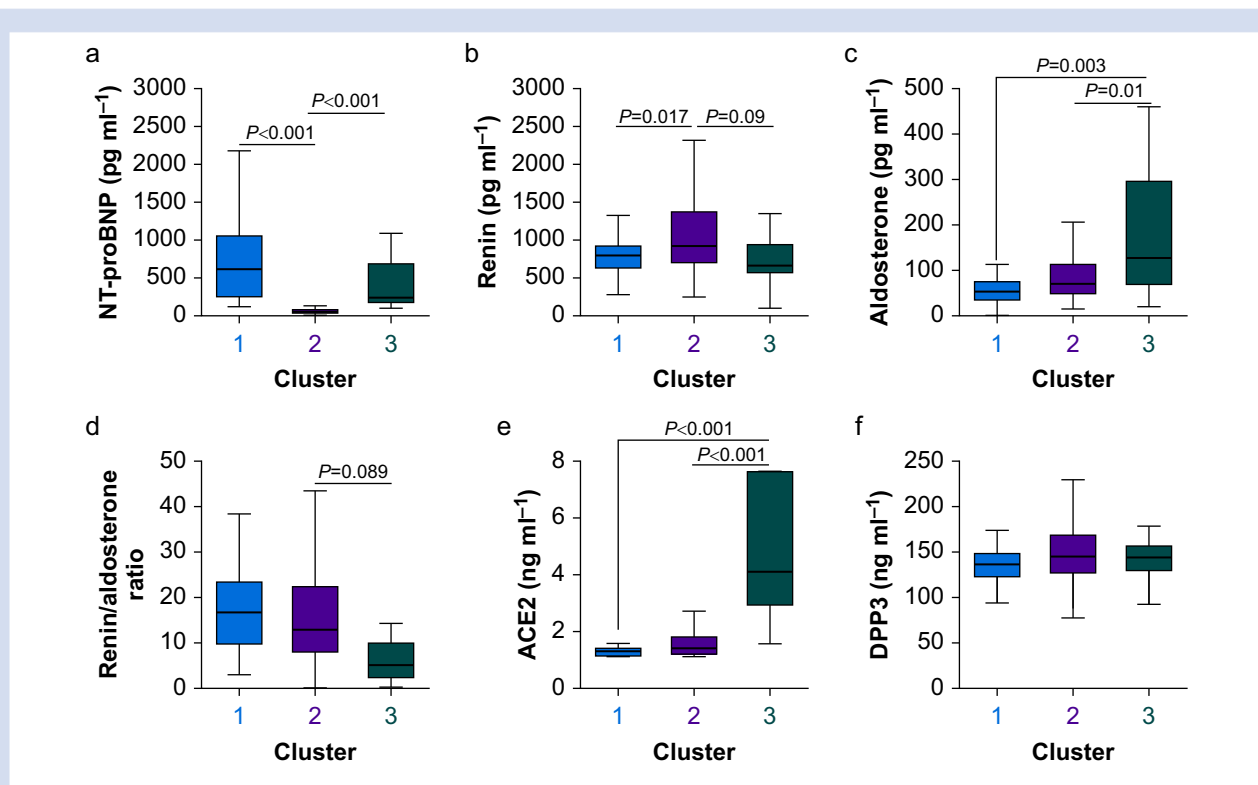 a
NT-proBNP (pg ml⁻¹)
3000
2500
2000
1500
1000
500
0
P<0.001
P<0.001
1 2 3
Cluster
b
Renin (pg ml⁻¹)
3000
2500
2000
1500
1000
500
0
P=0.017 P=0.09
1 2 3
Cluster
c
Aldosterone (pg ml⁻¹)
500
400
300
200
100
0
P=0.003
P=0.01
1 2 3
Cluster
d
Renin/aldosterone
ratio
50
40
30
20
10
0
P=0.089
1 2 3
Cluster
e
ACE2 (ng ml⁻¹)
8
6
4
2
0
P<0.001
P<0.001
1 2 3
Cluster
f
DPP3 (ng ml⁻¹)
250
200
150
100
50
0
1 2 3
Cluster